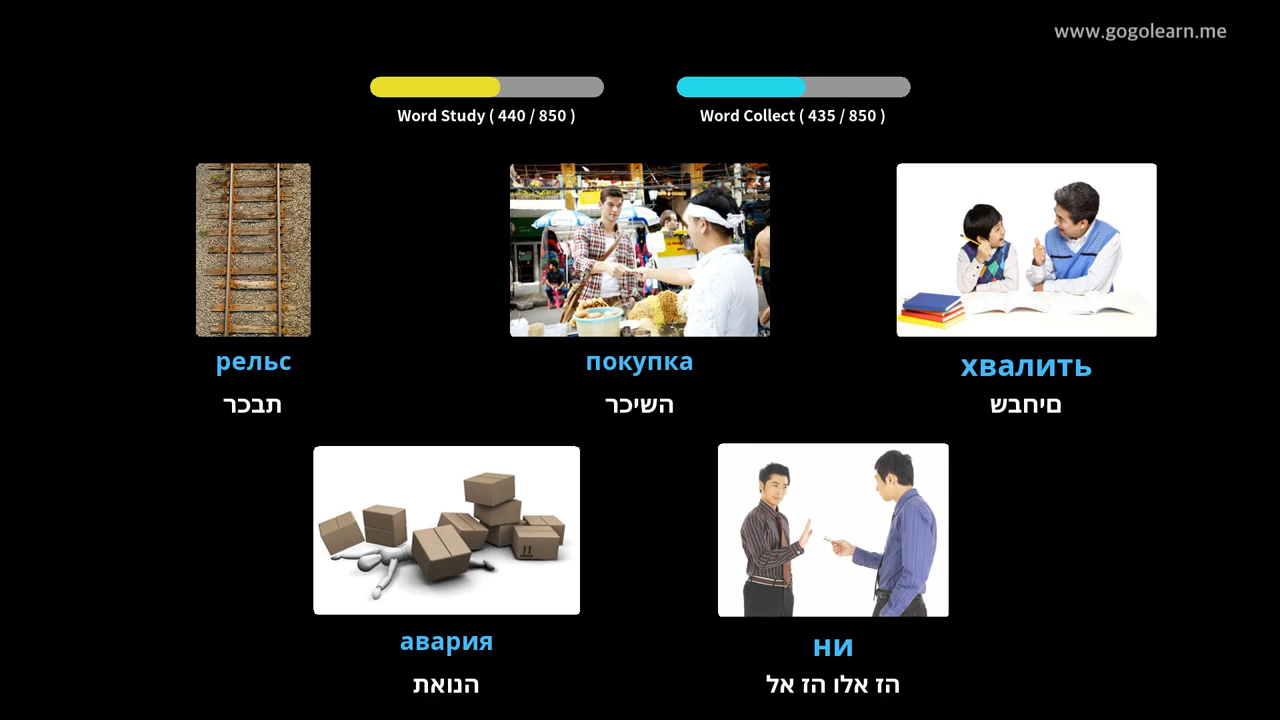 www.gogolearn.me
Word Study ( 440 / 850 )
Word Collect ( 435 / 850 )
рельс
תבכר
покупка
השיכר
хвалить
םיחבש
авария
הנואת
ни
הז אלו הז אל